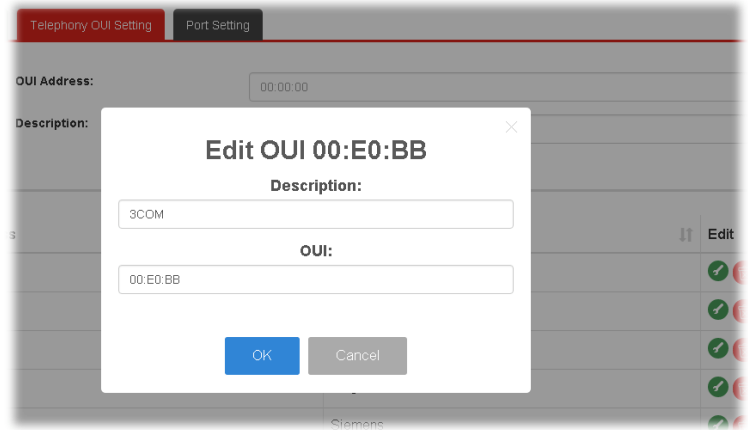 Telephony OUI Setting
Port Setting
OUI Address:
00:00:00
Description:
Edit OUI 00:E0:BB
Description:
3COM
OUI:
00:E0:BB
OK
Cancel
Edit
Siemens